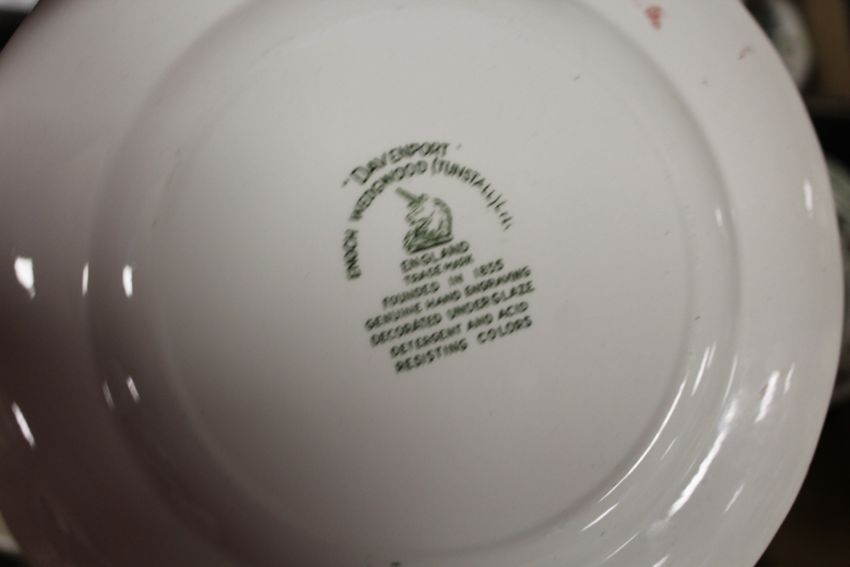 "DAVENPORT"
ENOCH WEDGWOOD (TUNSTALL) LTD.
ENGLAND
TRADE MARK
FOUNDED IN 1835
GENUINE HAND ENGRAVING
DECORATED UNDERGLAZE
DETERGENT AND ACID
RESISTING COLORS